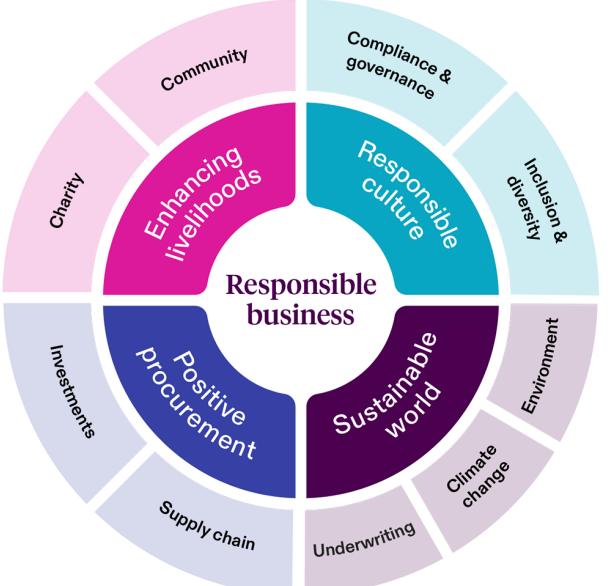 Responsible
business
Enhancing
livelihoods
Community
Charity
Responsible
culture
Compliance &
governance
Inclusion &
diversity
Sustainable
world
Environment
Climate
change
Underwriting
Positive
procurement
Supply chain
Investments